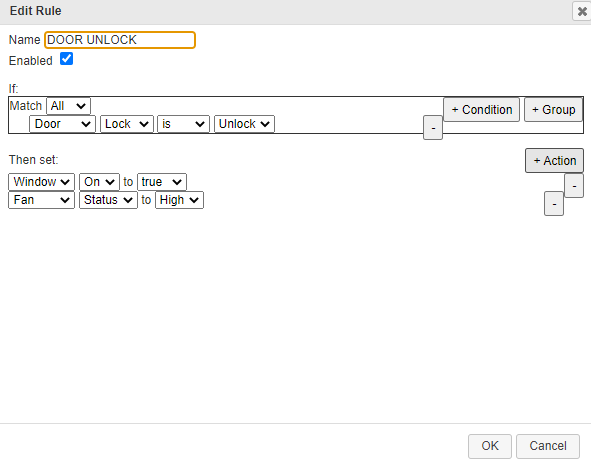 Edit Rule
Name DOOR UNLOCK
Enabled
If:
Match All + Condition + Group
Door Lock is Unlock -
Then set: + Action
Window On to true -
Fan Status to High -
OK Cancel